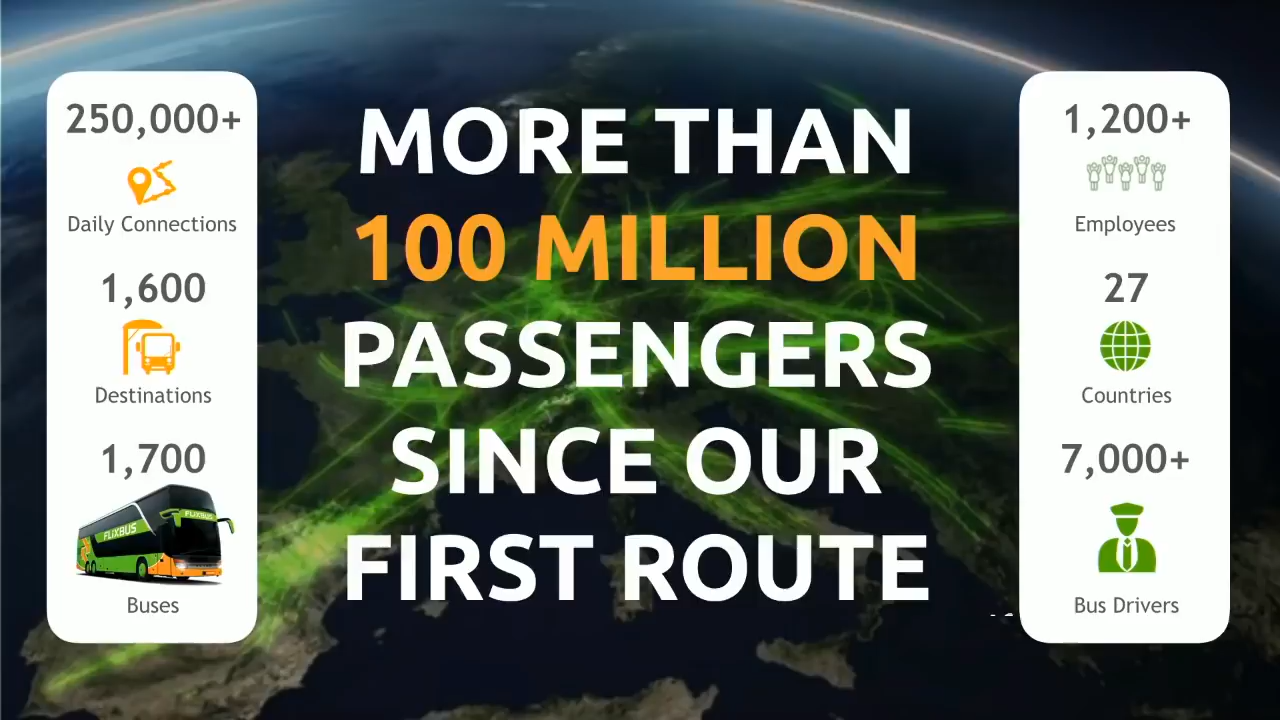 250,000+
Daily Connections
1,600
Destinations
1,700
FLIXBUS
FLIXBUS
Buses
MORE THAN
100 MILLION
PASSENGERS
SINCE OUR
FIRST ROUTE
1,200+
Employees
27
Countries
7,000+
Bus Drivers